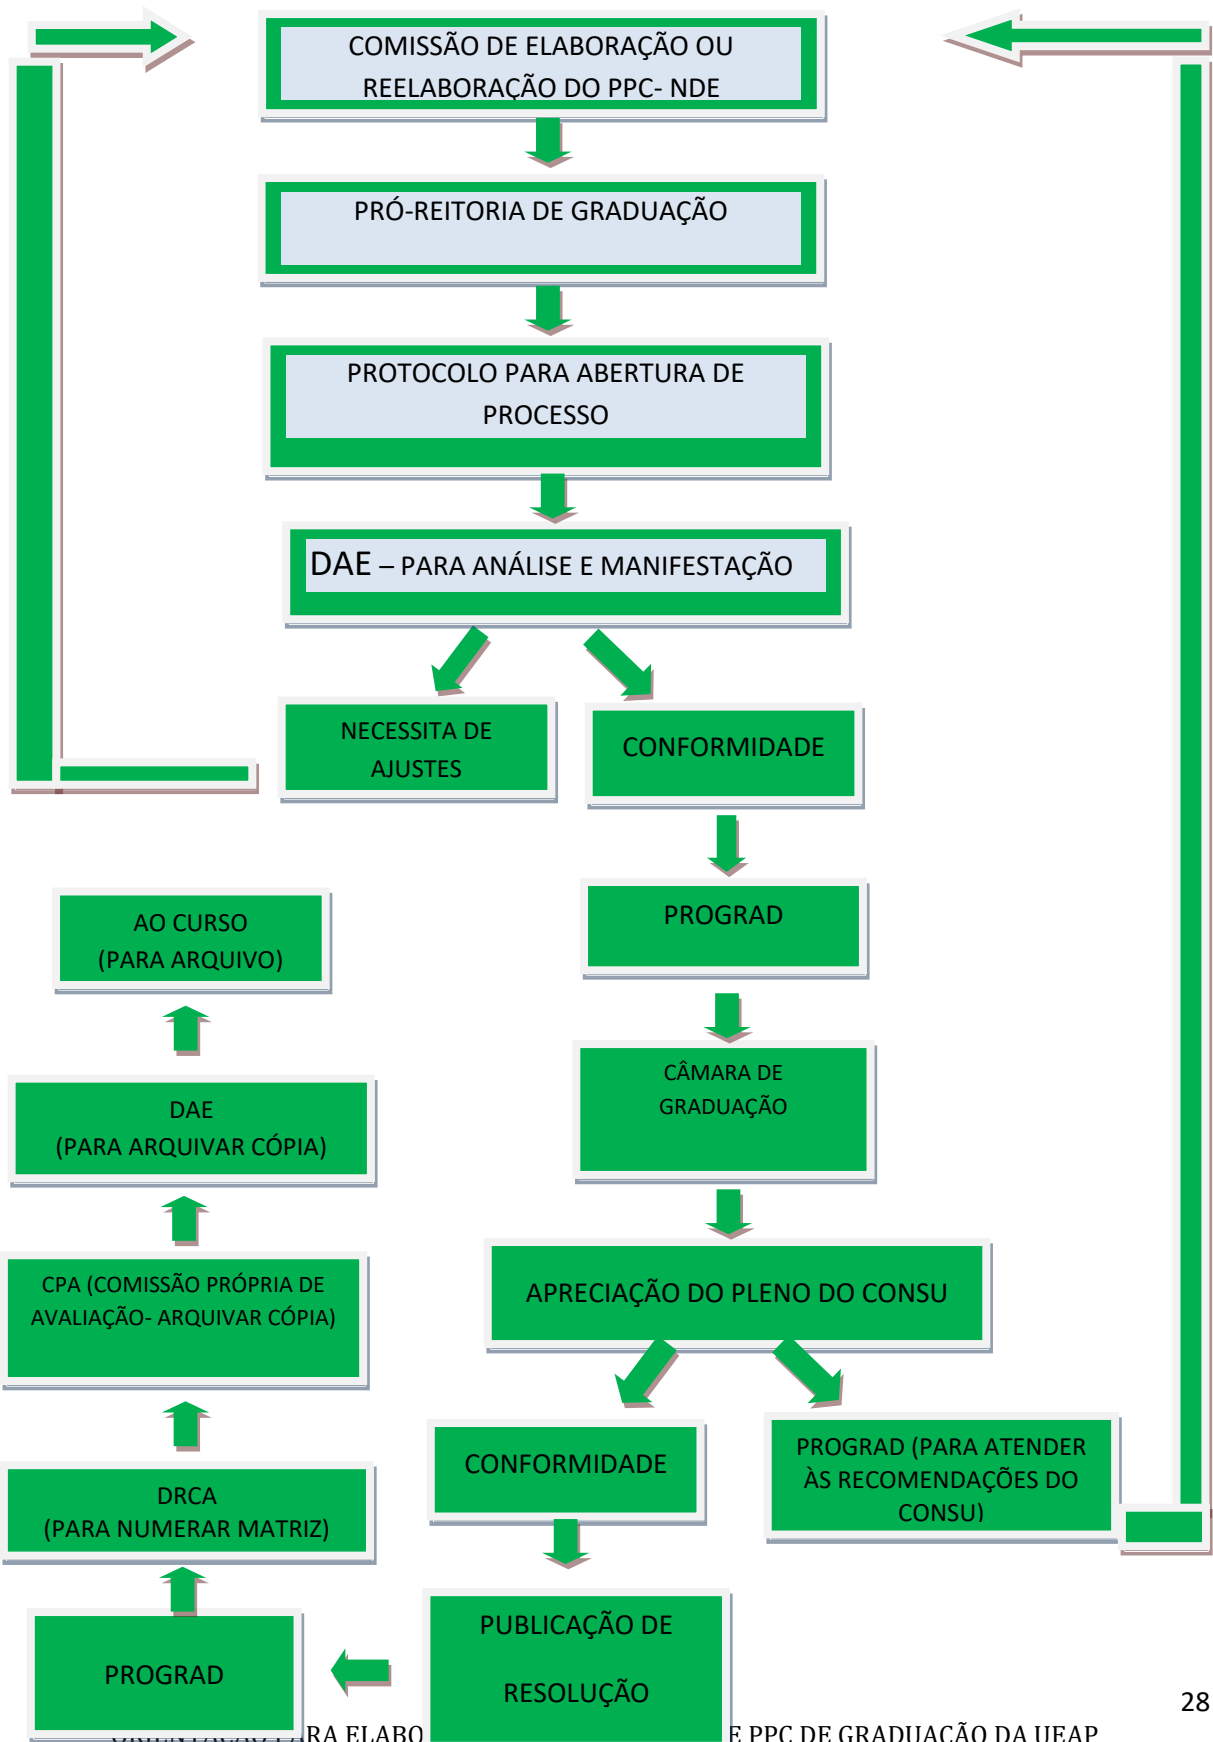 COMISSÃO DE ELABORAÇÃO OU
REELABORAÇÃO DO PPC- NDE
PRÓ-REITORIA DE GRADUAÇÃO
PROTOCOLO PARA ABERTURA DE
PROCESSO
DAE – PARA ANÁLISE E MANIFESTAÇÃO
NECESSITA DE
AJUSTES
CONFORMIDADE
PROGRAD
CÂMARA DE
GRADUAÇÃO
APRECIAÇÃO DO PLENO DO CONSU
CONFORMIDADE
PROGRAD (PARA ATENDER
ÀS RECOMENDAÇÕES DO
CONSU)
PUBLICAÇÃO DE
RESOLUÇÃO
PROGRAD
DRCA
(PARA NUMERAR MATRIZ)
CPA (COMISSÃO PRÓPRIA DE
AVALIAÇÃO- ARQUIVAR CÓPIA)
DAE
(PARA ARQUIVAR CÓPIA)
AO CURSO
(PARA ARQUIVO)
28
ORIENTAÇÃO PARA ELABO E PPC DE GRADUAÇÃO DA UEAP